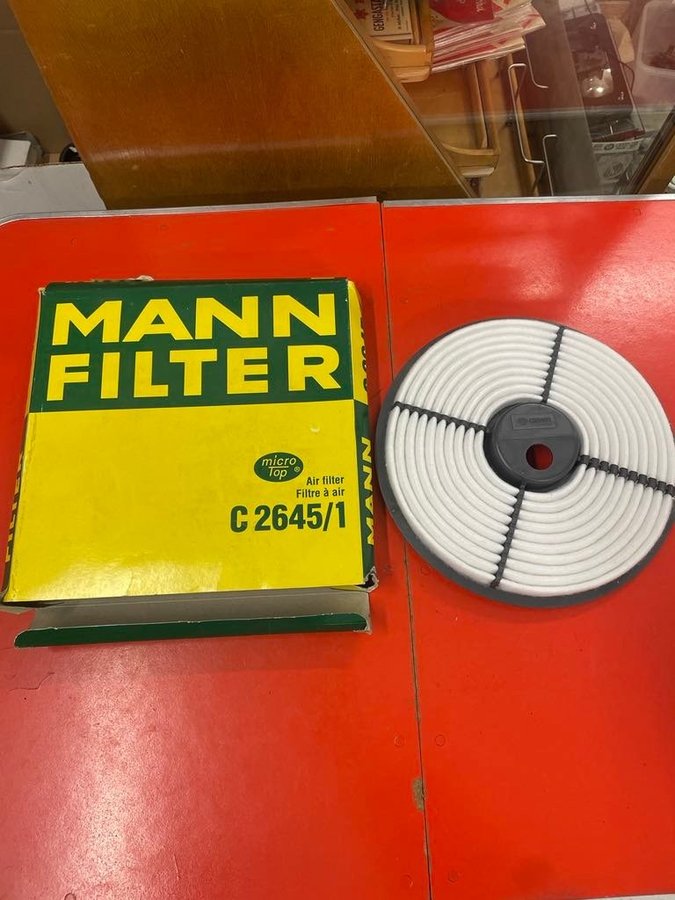 MANN
FILTER
micro
Top®
Air filter
Filtre à air
C 2645/1
MANN